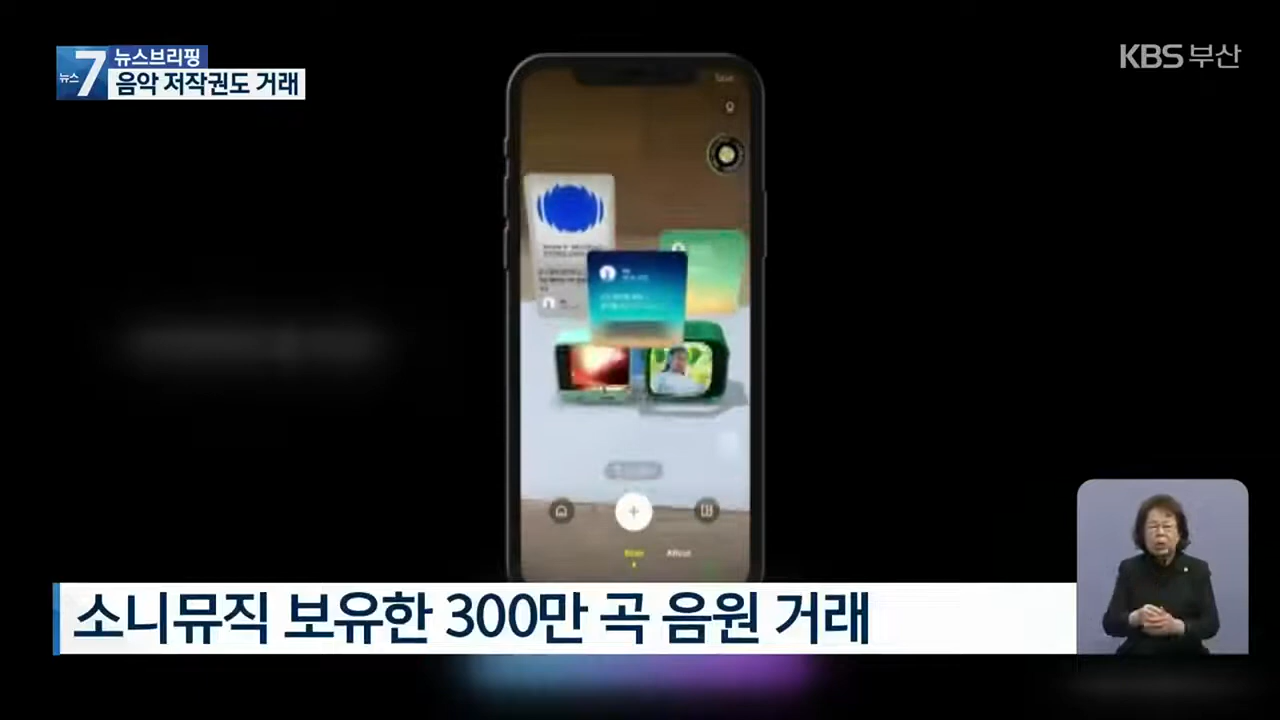 뉴스 7
뉴스브리핑
음악 저작권도 거래
KBS 부산
소니뮤직 보유한 300만 곡 음원 거래